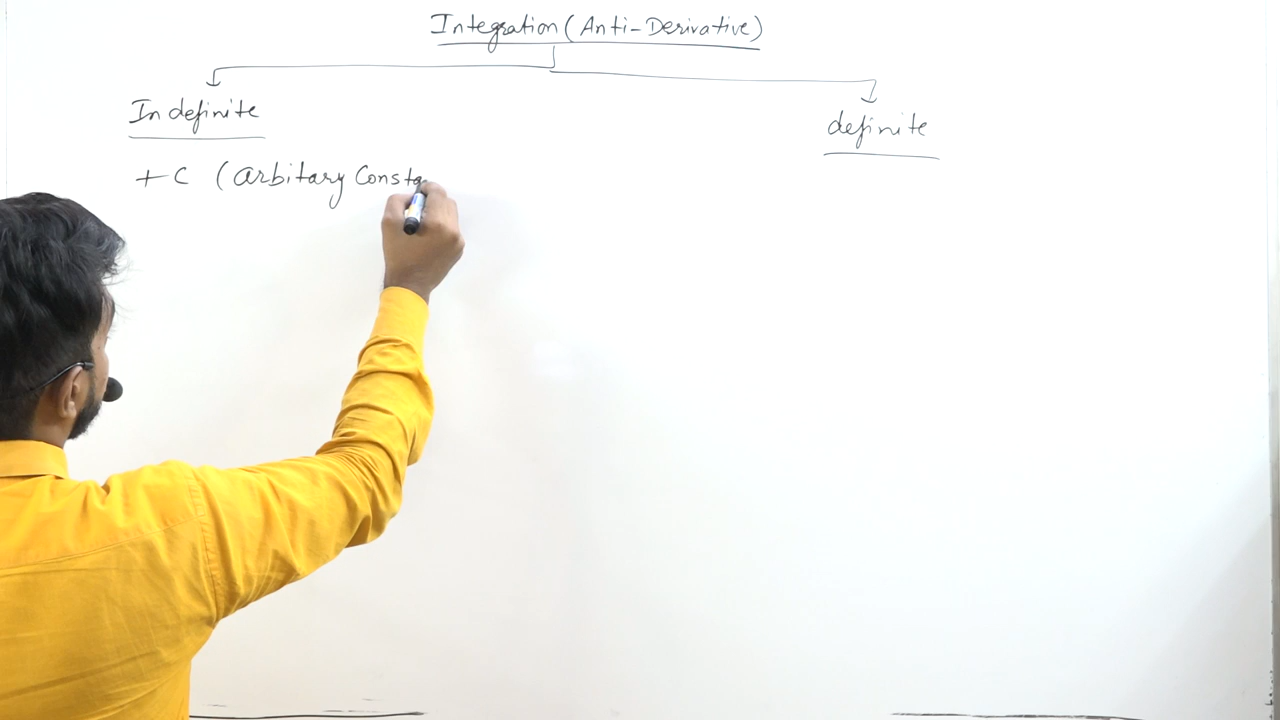 Integration (Anti-Derivative)
Indefinite
definite
+ C (arbitary Consta